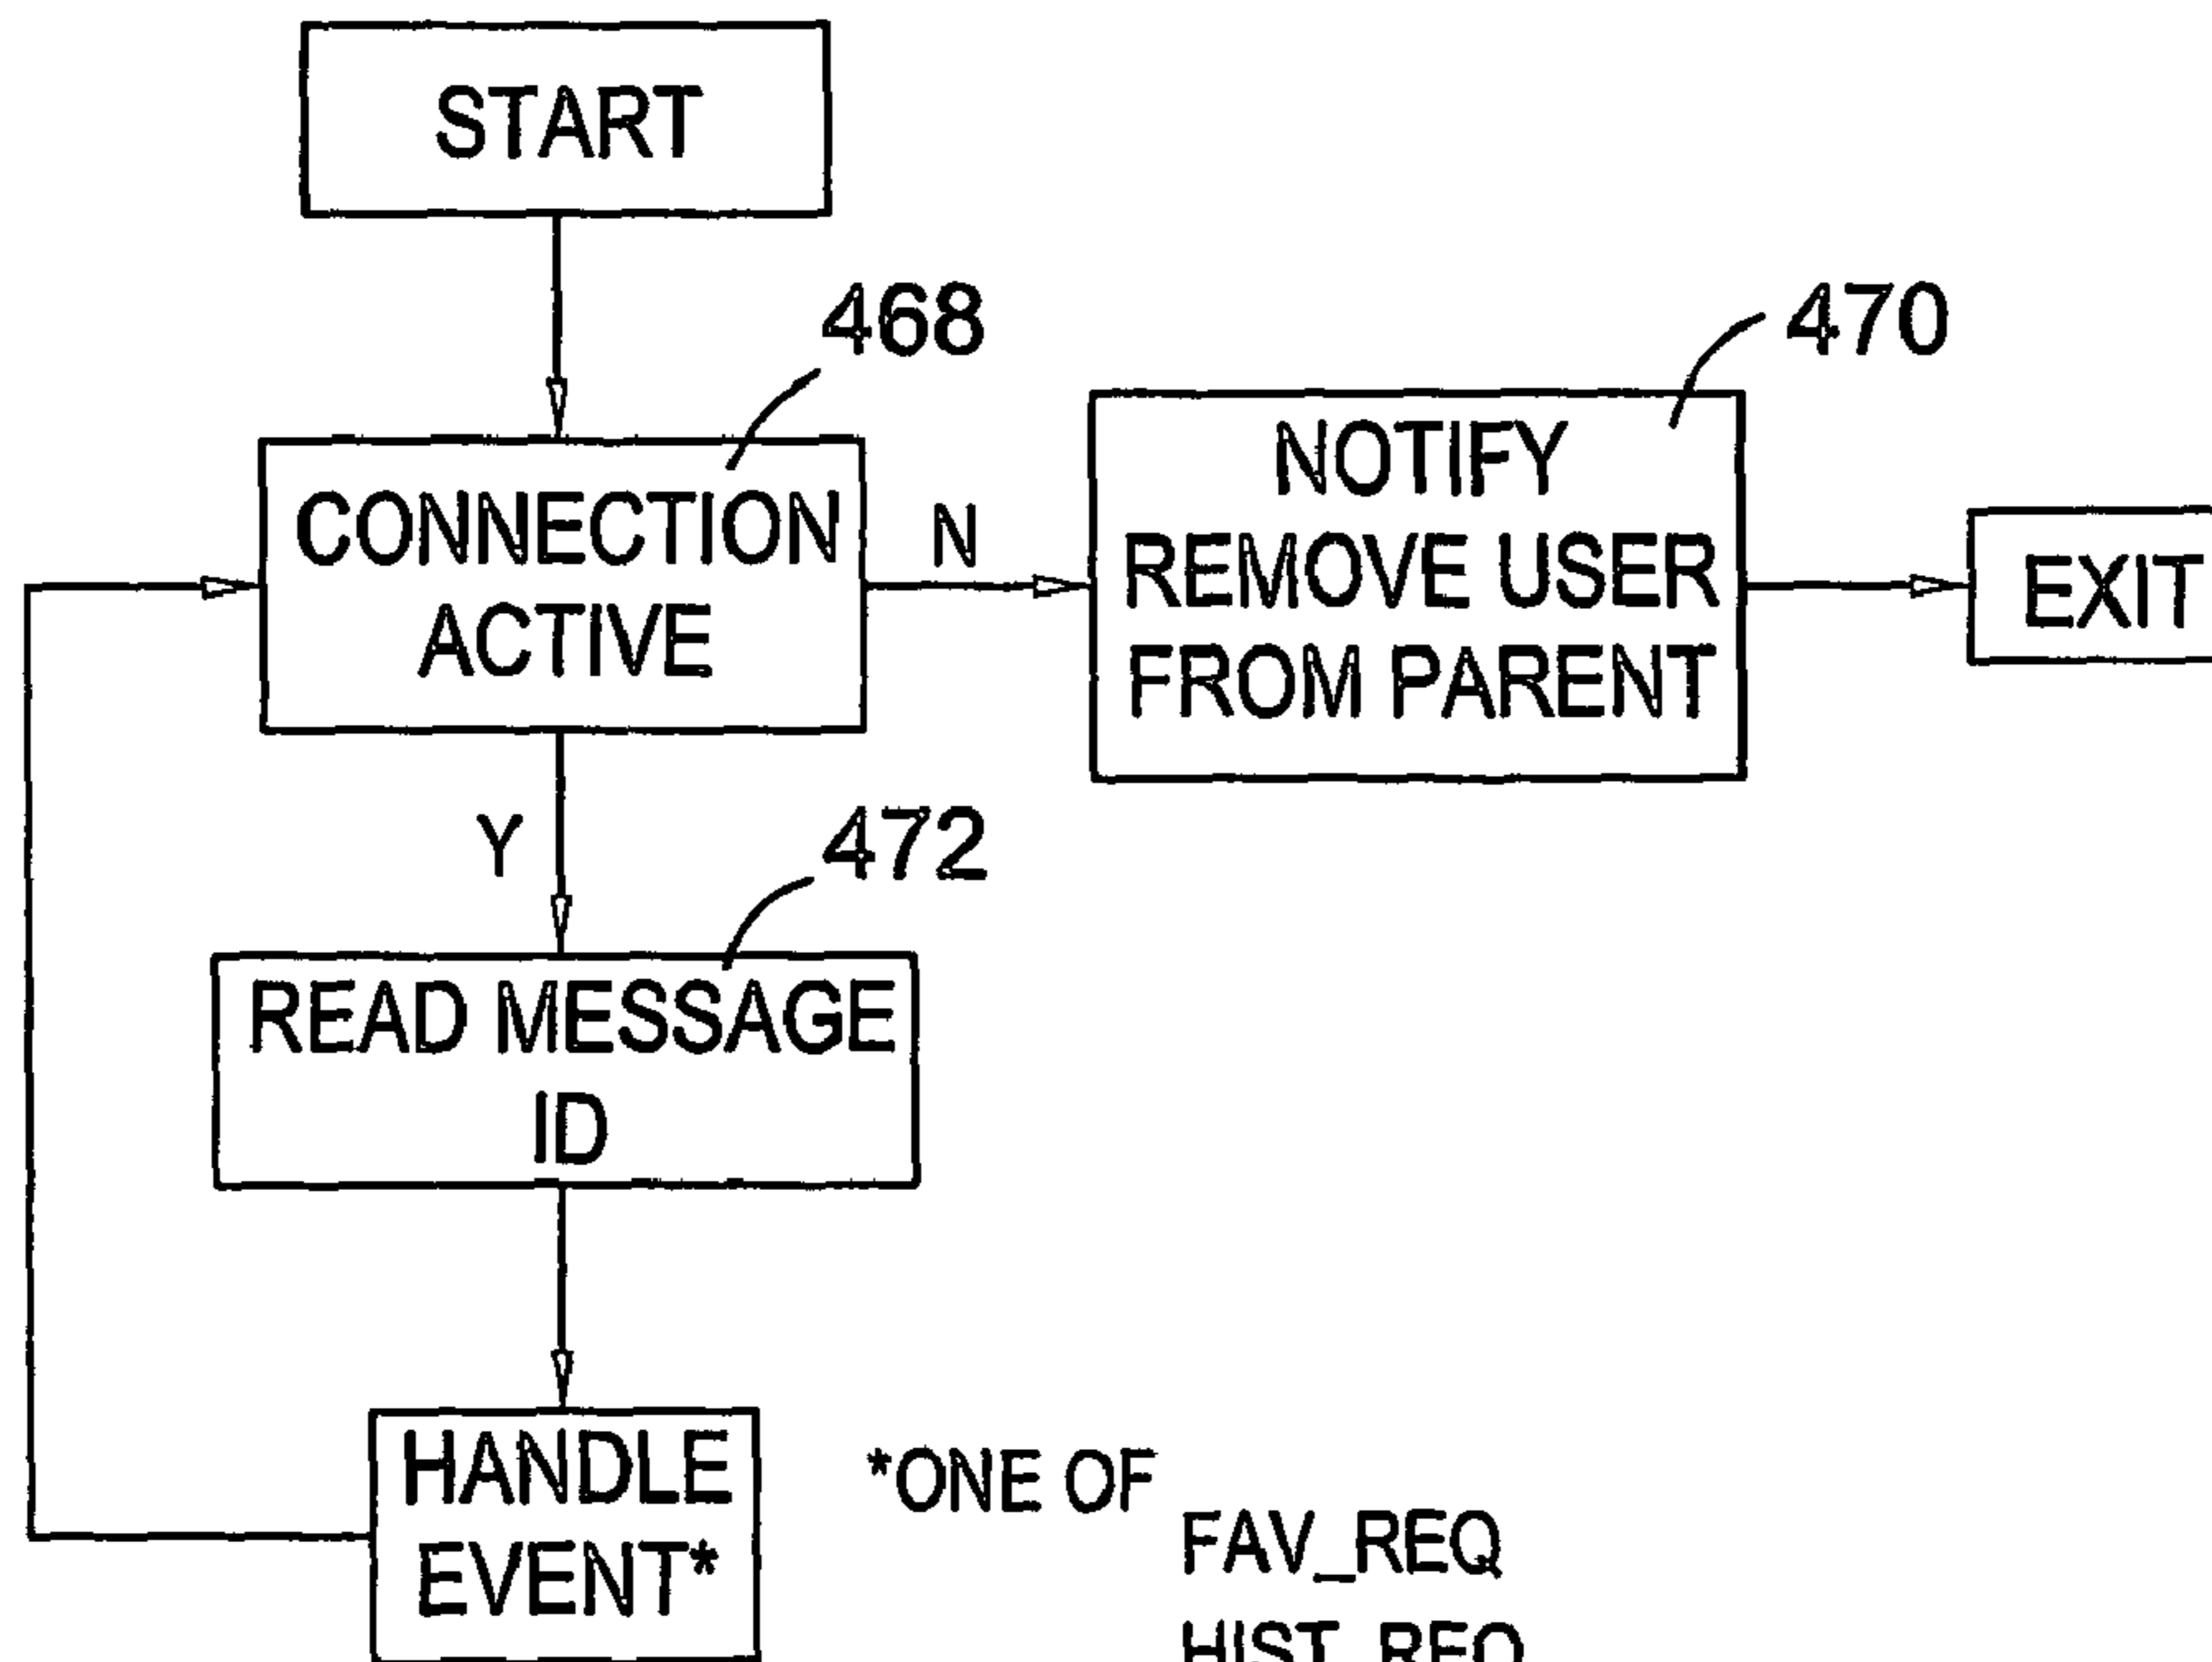 START
468
CONNECTION
ACTIVE
N
470
NOTIFY
REMOVE USER
FROM PARENT
EXIT
Y
472
READ MESSAGE
ID
HANDLE
EVENT*
*ONE OF
FAV_REQ
HIST_REQ